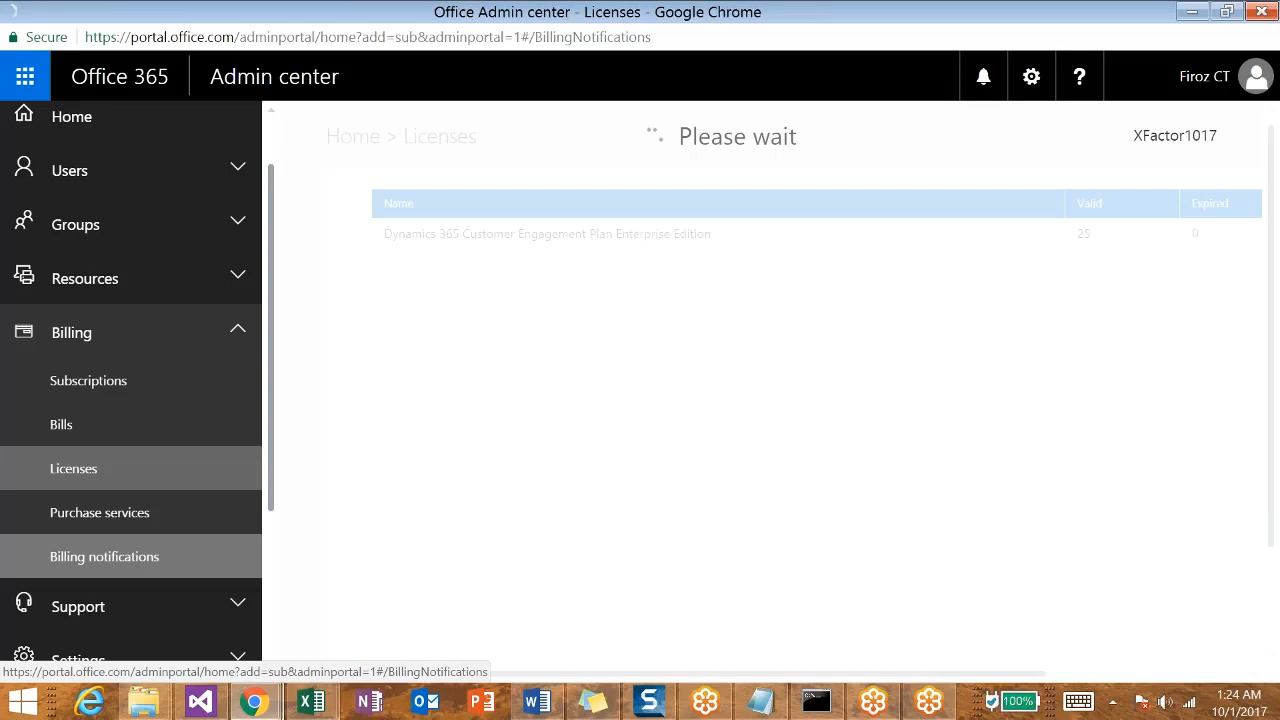 Office Admin center - Licenses - Google Chrome
Secure https://portal.office.com/adminportal/home?add=sub&adminportal=1#/BillingNotifications
Office 365 Admin center ? Firoz CT
Home
Users
Groups
Resources
Billing
Subscriptions
Bills
Licenses
Purchase services
Billing notifications
Support
Settings
Home > Licenses
Please wait
XFactor1017
Name Valid Expired
Dynamics 365 Customer Engagement Plan Enterprise Edition 25 0
https://portal.office.com/adminportal/home?add=sub&adminportal=1#/BillingNotifications
100%
1:24 AM
10/1/2017